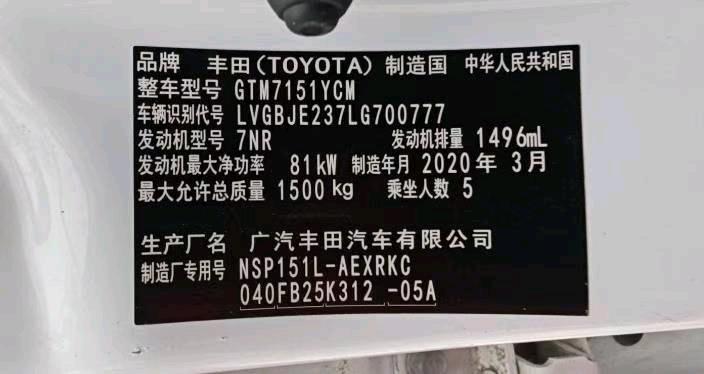 品牌 丰田(TOYOTA) 制造国 中华人民共和国
整车型号 GTM7151YCM
车辆识别代号 LVGBJE237LG700777
发动机型号 7NR 发动机排量 1496mL
发动机最大净功率 81kW 制造年月 2020年 3月
最大允许总质量 1500kg 乘坐人数 5
生产厂名 广汽丰田汽车有限公司
制造厂专用号 NSP151L-AEXRKC
040FB25K312 -05A